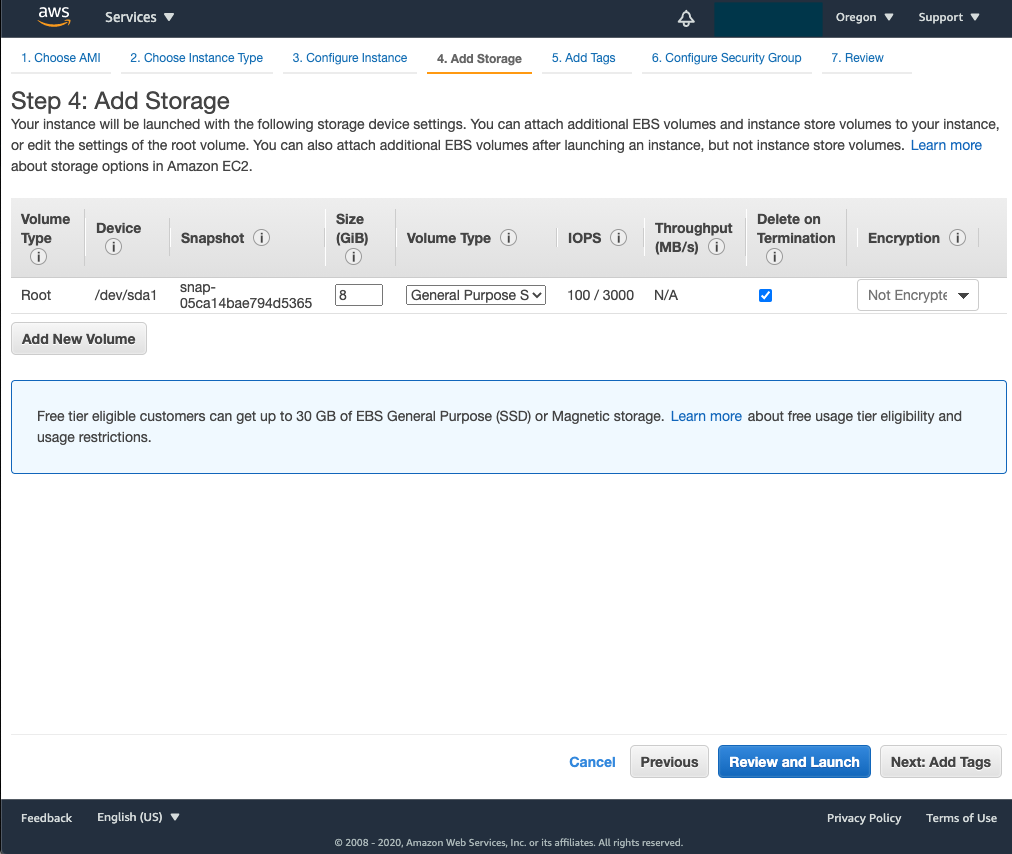 aws Services Oregon Support
1. Choose AMI 2. Choose Instance Type 3. Configure Instance 4. Add Storage 5. Add Tags 6. Configure Security Group 7. Review
Step 4: Add Storage
Your instance will be launched with the following storage device settings. You can attach additional EBS volumes and instance store volumes to your instance,
or edit the settings of the root volume. You can also attach additional EBS volumes after launching an instance, but not instance store volumes. Learn more
about storage options in Amazon EC2.
Volume Type i Device i Snapshot i Size (GiB) i Volume Type i IOPS i Throughput (MB/s) i Delete on Termination i Encryption i
Root /dev/sda1 snap-05ca14bae794d5365 8 General Purpose S 100 / 3000 N/A Not Encrypte
Add New Volume
Free tier eligible customers can get up to 30 GB of EBS General Purpose (SSD) or Magnetic storage. Learn more about free usage tier eligibility and
usage restrictions.
Cancel Previous Review and Launch Next: Add Tags
Feedback English (US) Privacy Policy Terms of Use
© 2008 - 2020, Amazon Web Services, Inc. or its affiliates. All rights reserved.